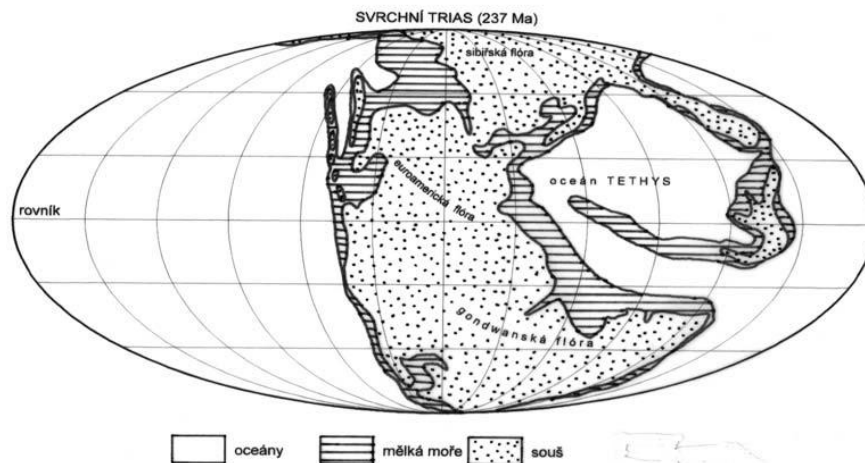 SVRCHNÍ TRIAS (237 Ma)
sibiřská flóra
euroamerická flóra
oceán TETHYS
rovník
gondwanská flóra
oceány
mělká moře
souš